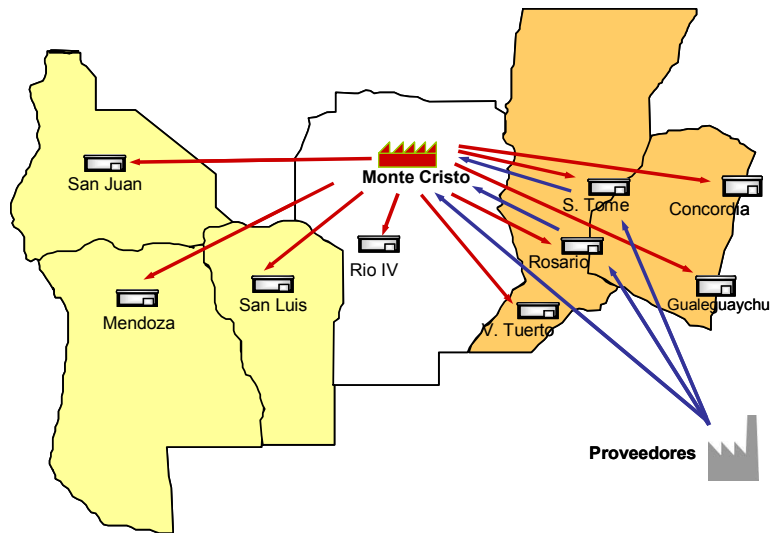 San Juan
Monte Cristo
S. Tome
Concordia
Rio IV
Rosario
Mendoza
San Luis
V. Tuerto
Gualeguaychu
Proveedores